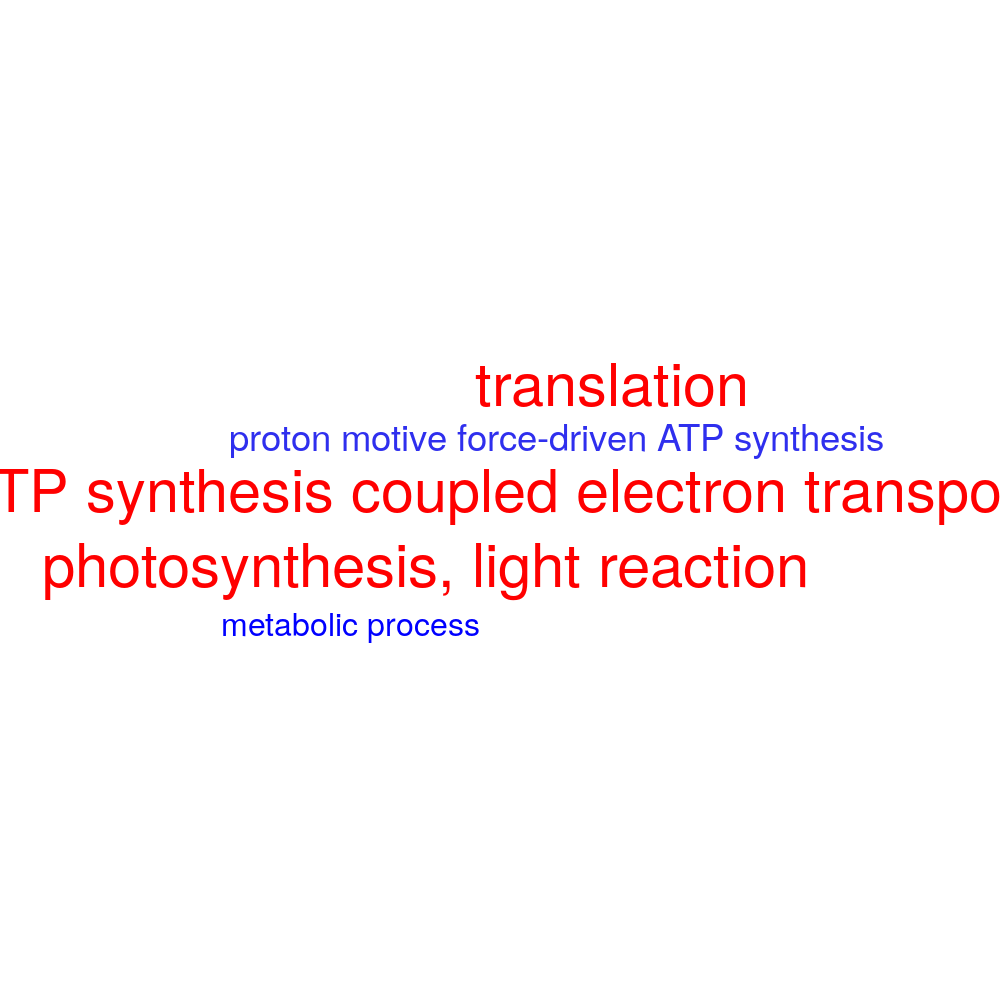 translation
proton motive force-driven ATP synthesis
TP synthesis coupled electron transpo
photosynthesis, light reaction
metabolic process